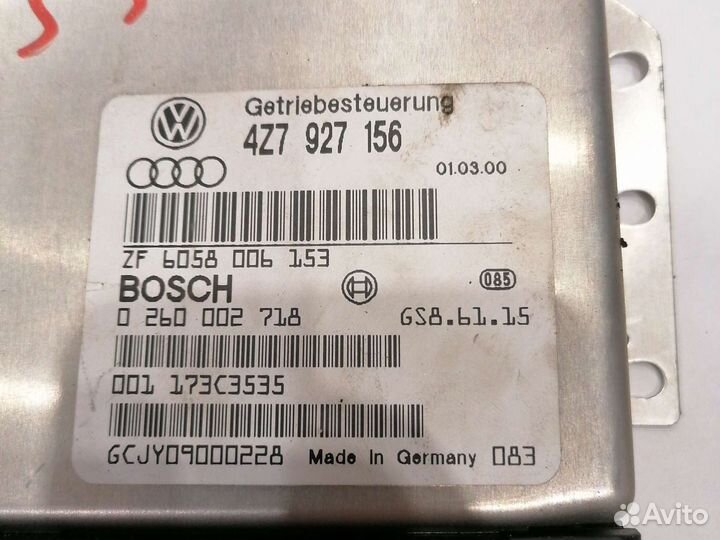 Getriebesteuerung
4Z7 927 156
01.03.00
ZF 6058 006 153
BOSCH
085
0 260 002 718 GS8.61.15
001 173C3535
GCJY09000228 Made In Germany 083
Avito